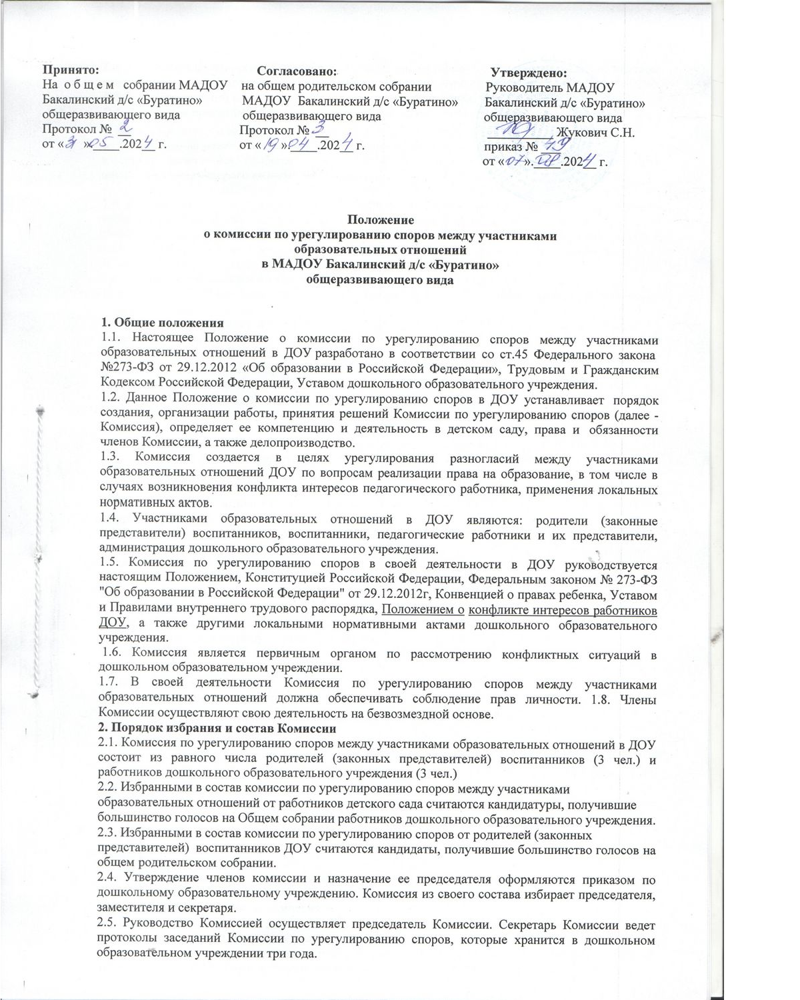 Принято:
На о б щ е м собрании МАДОУ
Бакалинский д/с «Буратино»
общеразвивающего вида
Протокол № 2
от «31».05.2024 г.
Согласовано:
на общем родительском собрании
МАДОУ Бакалинский д/с «Буратино»
общеразвивающего вида
Протокол № 3
от «19».04.2024 г.
Утверждено:
Руководитель МАДОУ
Бакалинский д/с «Буратино»
общеразвивающего вида
Жукович С.Н.
приказ №
от «07».08.2024 г.
Положение
о комиссии по урегулированию споров между участниками
образовательных отношений
в МАДОУ Бакалинский д/с «Буратино»
общеразвивающего вида
1. Общие положения
1.1. Настоящее Положение о комиссии по урегулированию споров между участниками
образовательных отношений в ДОУ разработано в соответствии со ст.45 Федерального закона
№273-ФЗ от 29.12.2012 «Об образовании в Российской Федерации», Трудовым и Гражданским
Кодексом Российской Федерации, Уставом дошкольного образовательного учреждения.
1.2. Данное Положение о комиссии по урегулированию споров в ДОУ устанавливает порядок
создания, организации работы, принятия решений Комиссии по урегулированию споров (далее -
Комиссия), определяет ее компетенцию и деятельность в детском саду, права и обязанности
членов Комиссии, а также делопроизводство.
1.3. Комиссия создается в целях урегулирования разногласий между участниками
образовательных отношений ДОУ по вопросам реализации права на образование, в том числе в
случаях возникновения конфликта интересов педагогического работника, применения локальных
нормативных актов.
1.4. Участниками образовательных отношений в ДОУ являются: родители (законные
представители) воспитанников, воспитанники, педагогические работники и их представители,
администрация дошкольного образовательного учреждения.
1.5. Комиссия по урегулированию споров в своей деятельности в ДОУ руководствуется
настоящим Положением, Конституцией Российской Федерации, Федеральным законом № 273-ФЗ
"Об образовании в Российской Федерации" от 29.12.2012г, Конвенцией о правах ребенка, Уставом
и Правилами внутреннего трудового распорядка, Положением о конфликте интересов работников
ДОУ, а также другими локальными нормативными актами дошкольного образовательного
учреждения.
1.6. Комиссия является первичным органом по рассмотрению конфликтных ситуаций в
дошкольном образовательном учреждении.
1.7. В своей деятельности Комиссия по урегулированию споров между участниками
образовательных отношений должна обеспечивать соблюдение прав личности. 1.8. Члены
Комиссии осуществляют свою деятельность на безвозмездной основе.
2. Порядок избрания и состав Комиссии
2.1. Комиссия по урегулированию споров между участниками образовательных отношений в ДОУ
состоит из равного числа родителей (законных представителей) воспитанников (3 чел.) и
работников дошкольного образовательного учреждения (3 чел.)
2.2. Избранными в состав комиссии по урегулированию споров между участниками
образовательных отношений от работников детского сада считаются кандидатуры, получившие
большинство голосов на Общем собрании работников дошкольного образовательного учреждения.
2.3. Избранными в состав комиссии по урегулированию споров от родителей (законных
представителей) воспитанников ДОУ считаются кандидаты, получившие большинство голосов на
общем родительском собрании.
2.4. Утверждение членов комиссии и назначение ее председателя оформляются приказом по
дошкольному образовательному учреждению. Комиссия из своего состава избирает председателя,
заместителя и секретаря.
2.5. Руководство Комиссией осуществляет председатель Комиссии. Секретарь Комиссии ведет
протоколы заседаний Комиссии по урегулированию споров, которые хранится в дошкольном
образовательном учреждении три года.